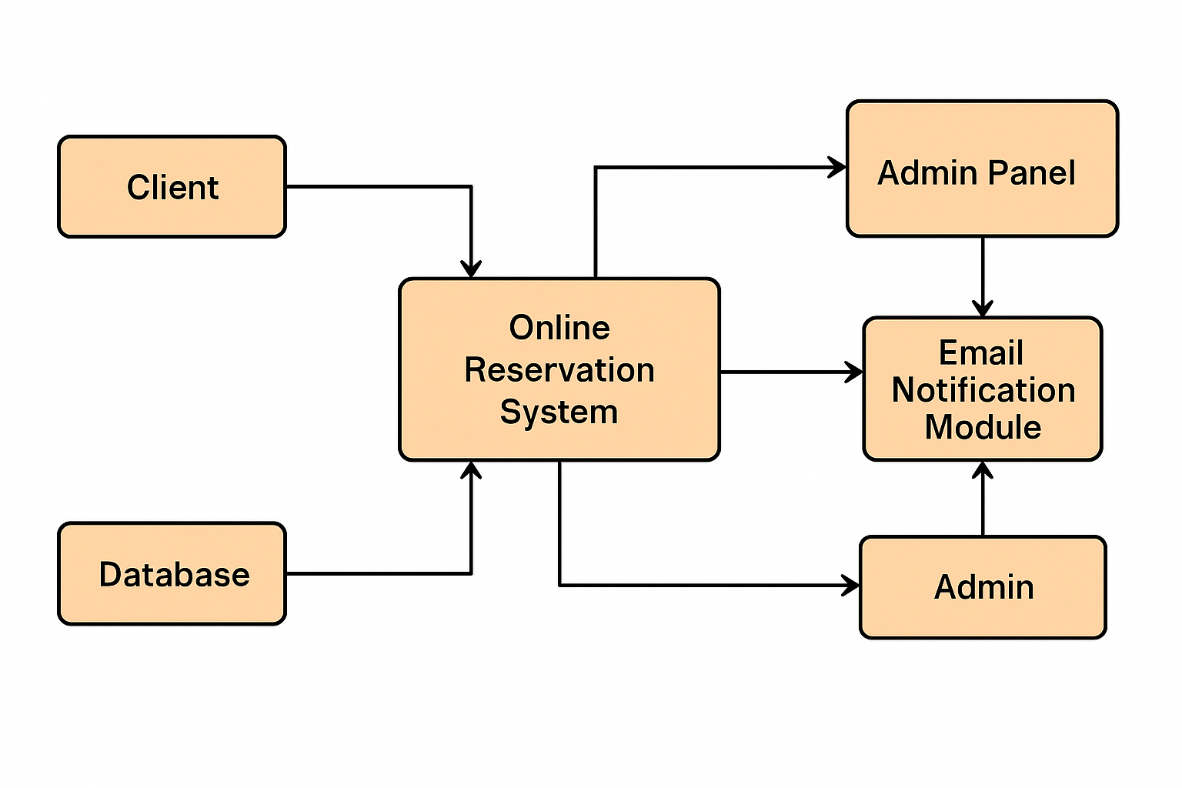 Client
Admin Panel
Online
Reservation
System
Email
Notification
Module
Database
Admin